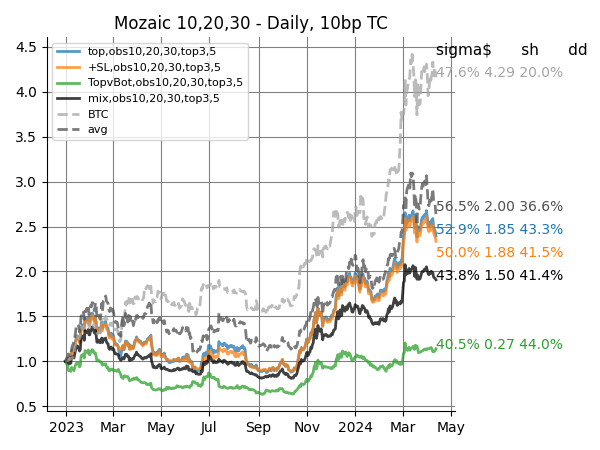 Mozaic 10,20,30 - Daily, 10bp TC
sigma$ sh dd
top,obs10,20,30,top3,5
+SL,obs10,20,30,top3,5
TopvBot,obs10,20,30,top3,5
mix,obs10,20,30,top3,5
BTC
avg
4.5
4.0
3.5
3.0
2.5
2.0
1.5
1.0
0.5
47.6% 4.29 20.0%
56.5% 2.00 36.6%
52.9% 1.85 43.3%
50.0% 1.88 41.5%
43.8% 1.50 41.4%
40.5% 0.27 44.0%
2023 Mar May Jul Sep Nov 2024 Mar May